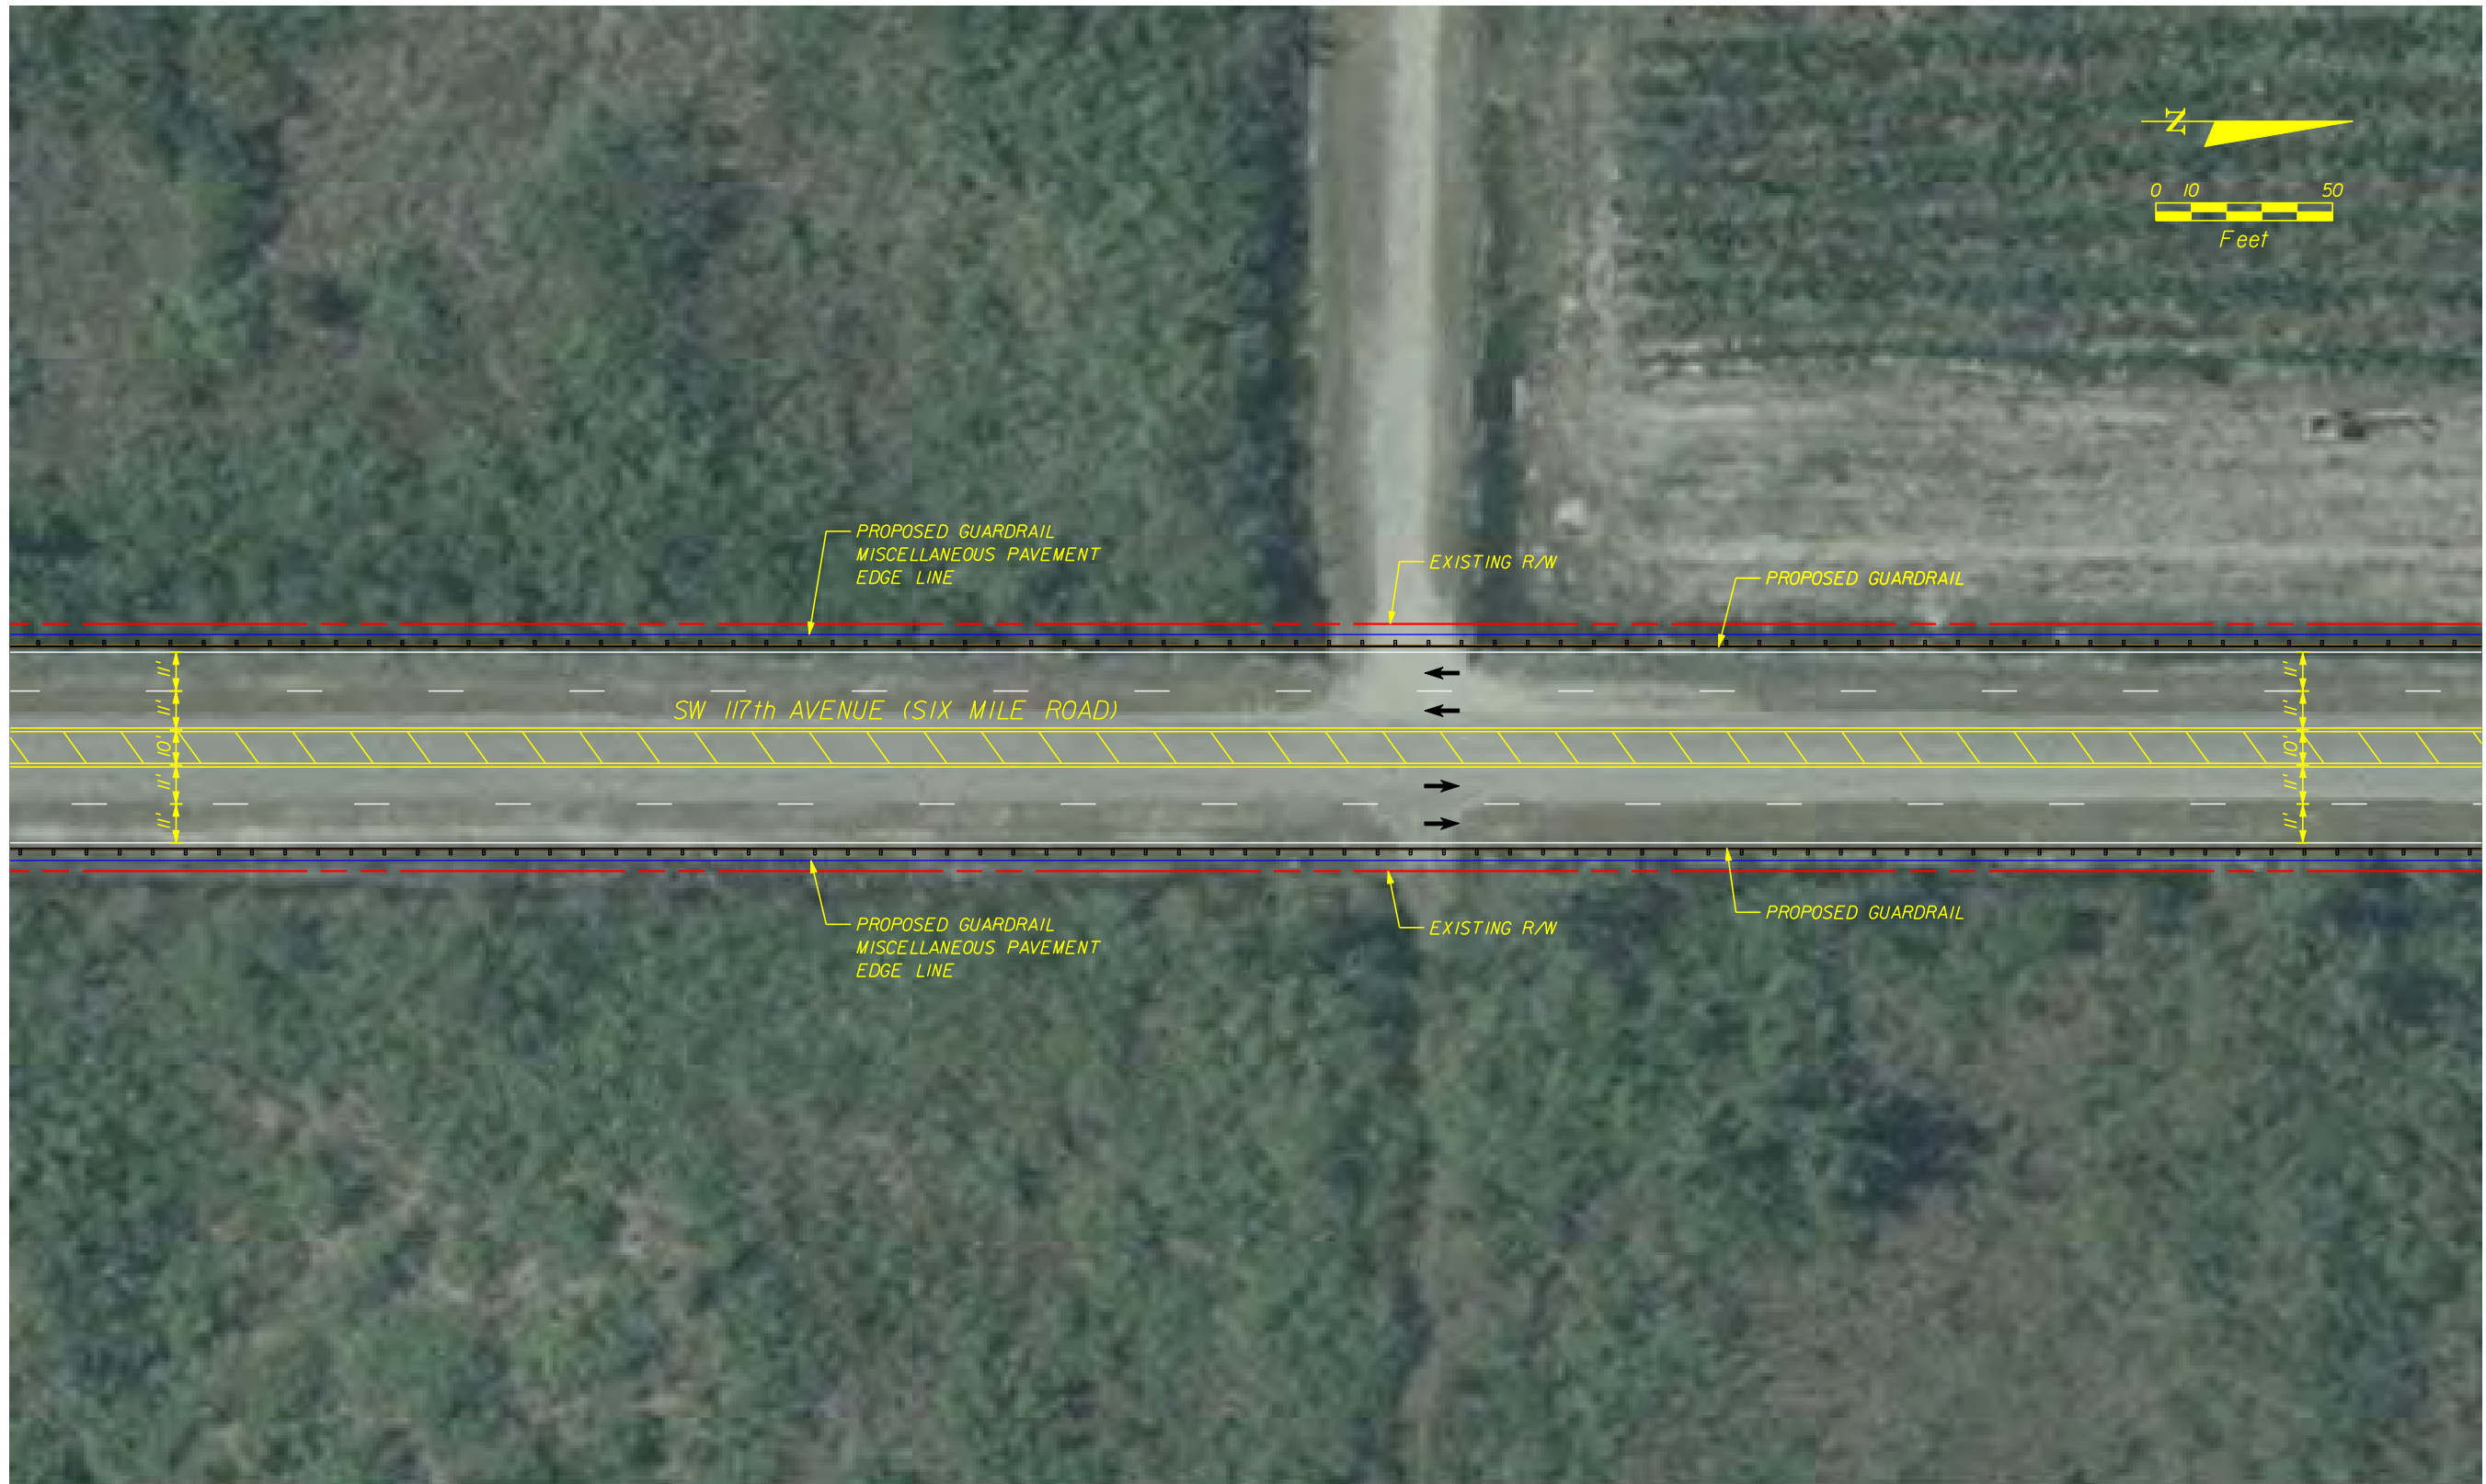 N
0 10 50
Feet
PROPOSED GUARDRAIL
MISCELLANEOUS PAVEMENT
EDGE LINE
EXISTING R/W
PROPOSED GUARDRAIL
11'
11'
10'
11'
11'
SW 117th AVENUE (SIX MILE ROAD)
11'
11'
10'
11'
11'
PROPOSED GUARDRAIL
MISCELLANEOUS PAVEMENT
EDGE LINE
EXISTING R/W
PROPOSED GUARDRAIL